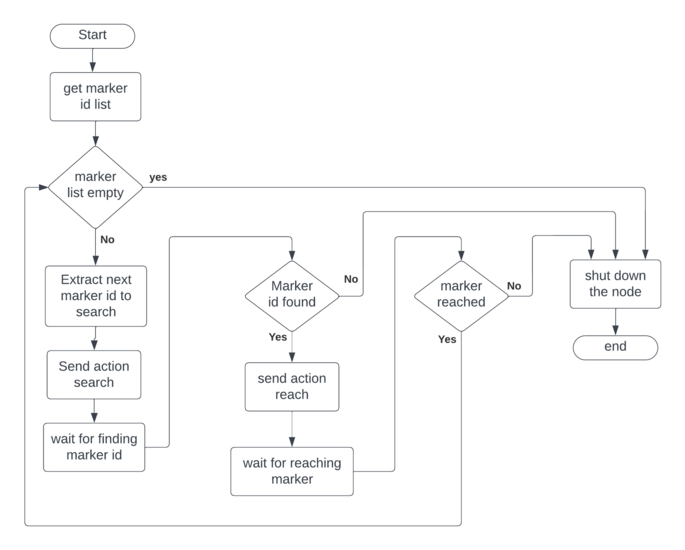 Start
get marker
id list
marker
list empty
yes
No
Extract next
marker id to
search
Send action
search
wait for finding
marker id
Marker
id found
No
Yes
send action
reach
wait for reaching
marker
marker
reached
No
Yes
shut down
the node
end